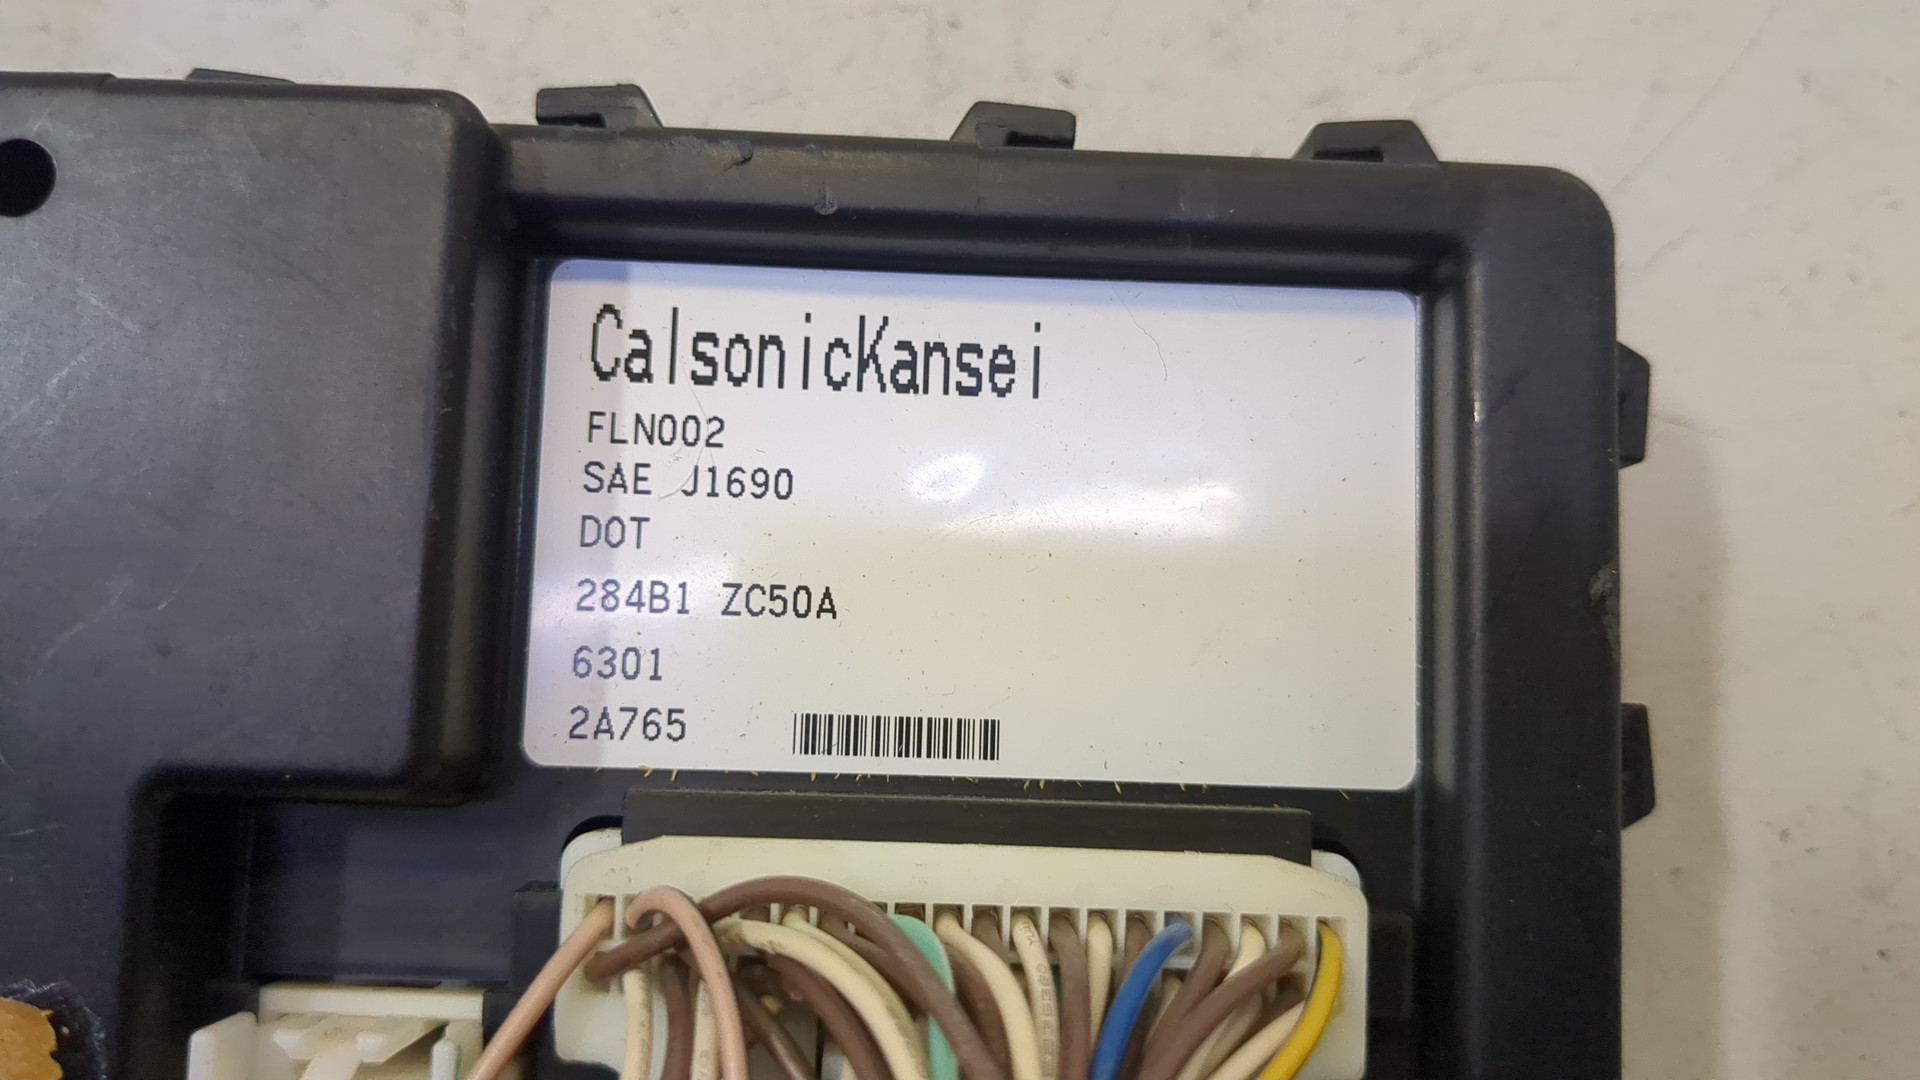 CalsonicKansei
FLN002
SAE J1690
DOT
284B1 ZC50A
6301
2A765